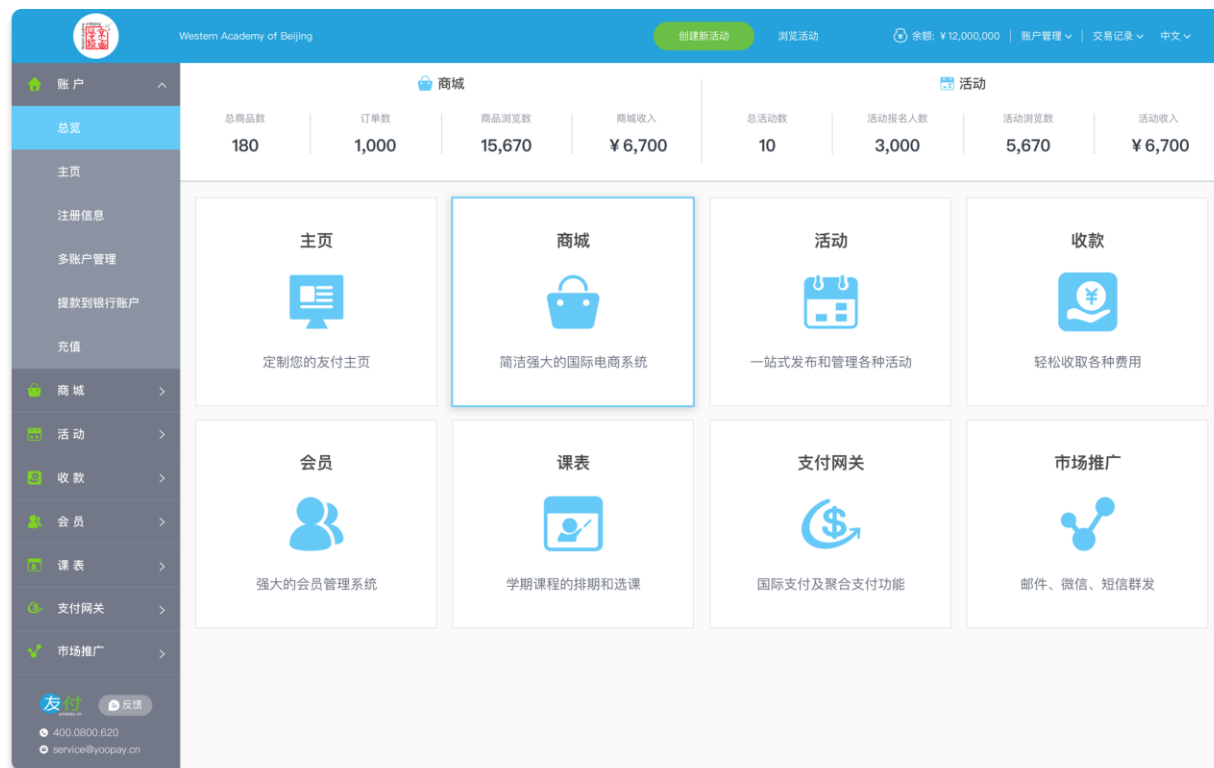 Western Academy of Beijing
创建新活动
浏览活动
余额: ¥12,000,000
账户管理
交易记录
中文
账户
总览
主页
注册信息
多账户管理
提款到银行账户
充值
商城
活动
收款
会员
课表
支付网关
市场推广
友付
yoopay.cn
反馈
400.0800.620
service@yoopay.cn
商城
总商品数 订单数 商品浏览数 商城收入
180 1,000 15,670 ¥6,700
活动
总活动数 活动报名人数 活动浏览数 活动收入
10 3,000 5,670 ¥6,700
主页
定制您的友付主页
商城
简洁强大的国际电商系统
活动
一站式发布和管理各种活动
收款
¥
轻松收取各种费用
会员
强大的会员管理系统
课表
学期课程的排期和选课
支付网关
$
国际支付及聚合支付功能
市场推广
邮件、微信、短信群发